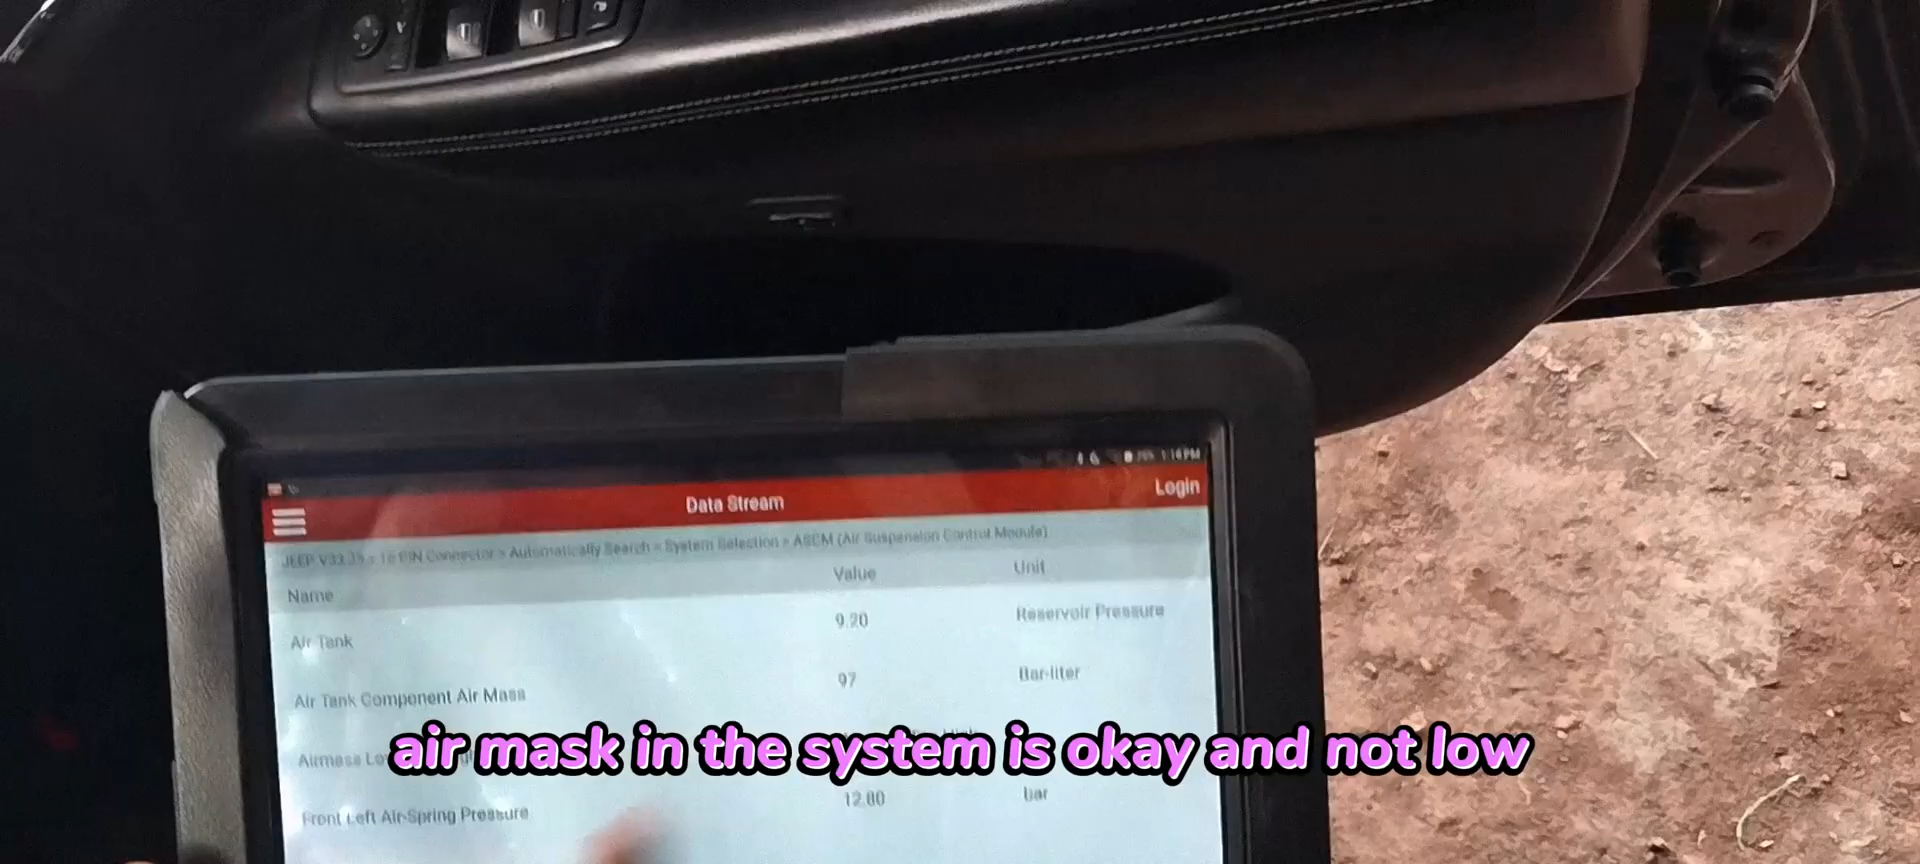 Data Stream
Login
JEEP V33.35 > 16 PIN Connector > Automatically Search > System Selection > ASCM (Air Suspension Control Module)
Name Value Unit
Air Tank 9.20 Reservoir Pressure
Air Tank Component Air Mass 97 Bar-liter
Airmass
air mask in the system is okay and not low
Front Left Air-Spring Pressure 12.80 bar